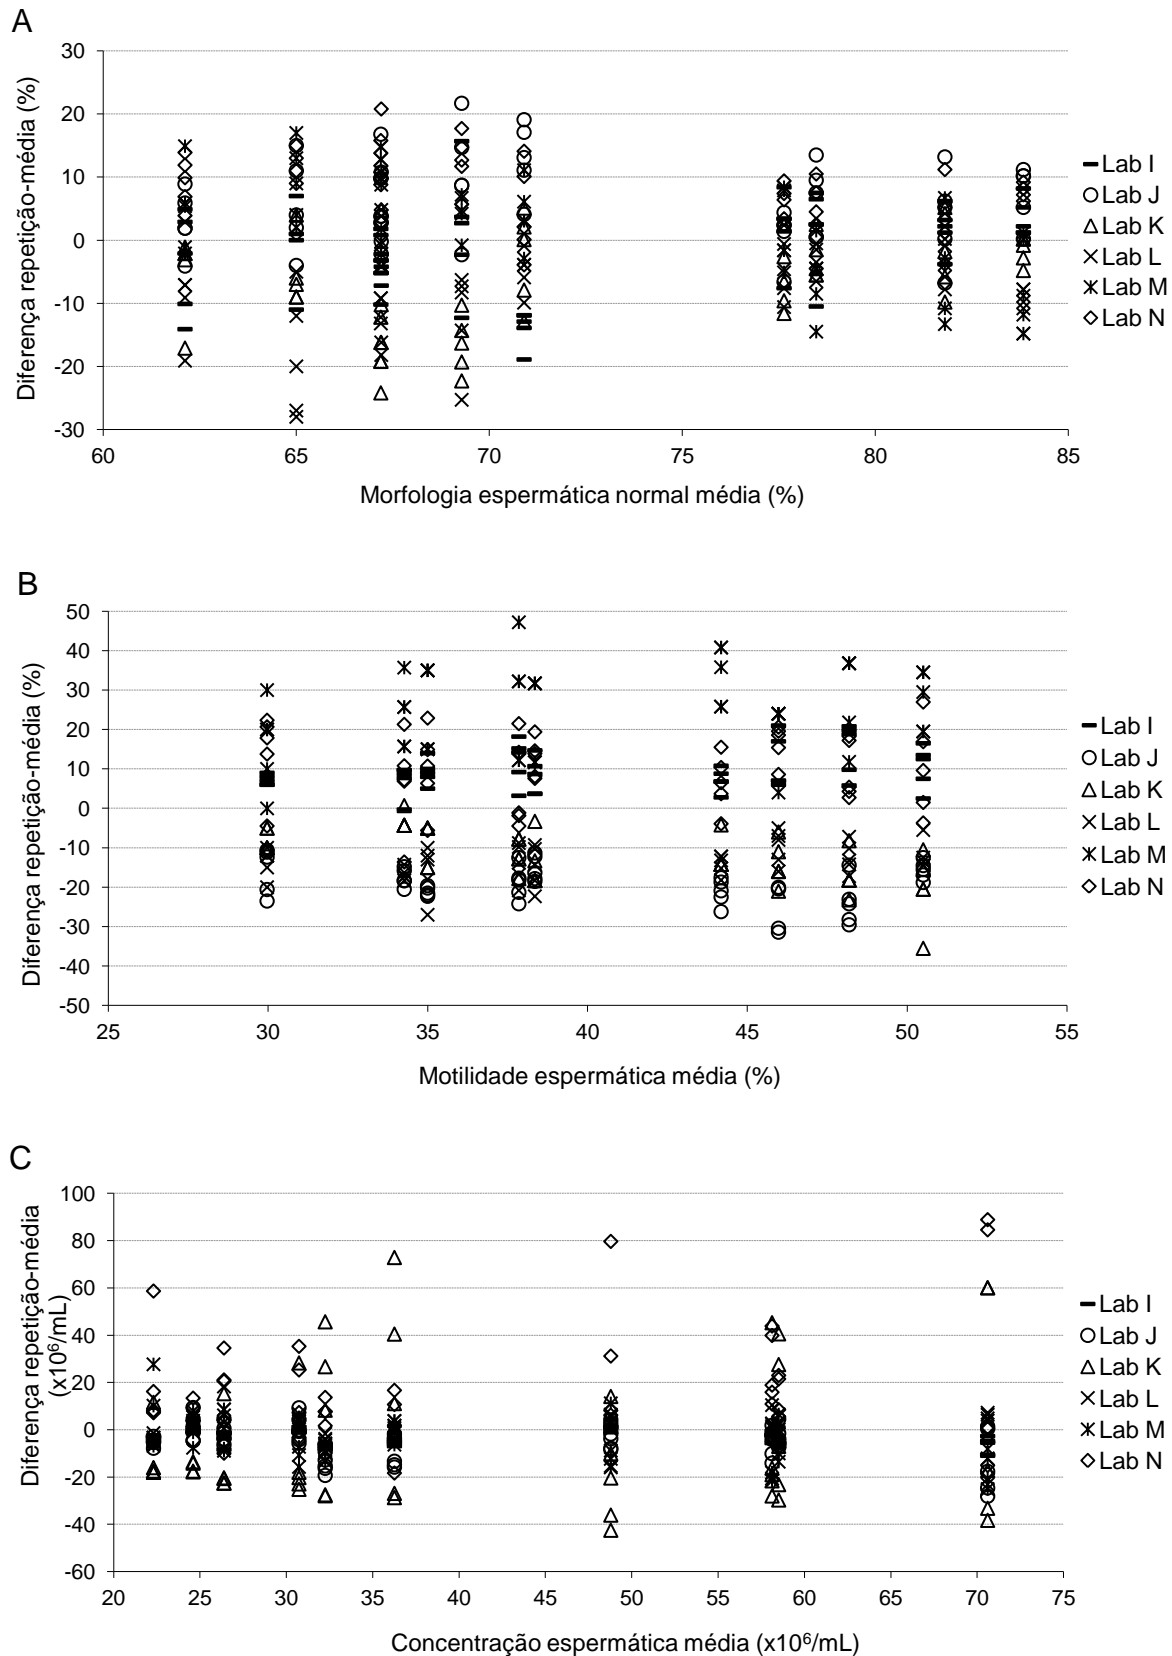 A
Diferença repetição-média (%)
30
20
10
0
-10
-20
-30
60
65
70
75
80
85
Morfologia espermática normal média (%)
Lab I
Lab J
Lab K
Lab L
Lab M
Lab N
B
Diferença repetição-média (%)
50
40
30
20
10
0
-10
-20
-30
-40
-50
25
30
35
40
45
50
55
Motilidade espermática média (%)
Lab I
Lab J
Lab K
Lab L
Lab M
Lab N
C
Diferença repetição-média
(x10⁶/mL)
100
80
60
40
20
0
-20
-40
-60
20
25
30
35
40
45
50
55
60
65
70
75
Concentração espermática média (x10⁶/mL)
Lab I
Lab J
Lab K
Lab L
Lab M
Lab N